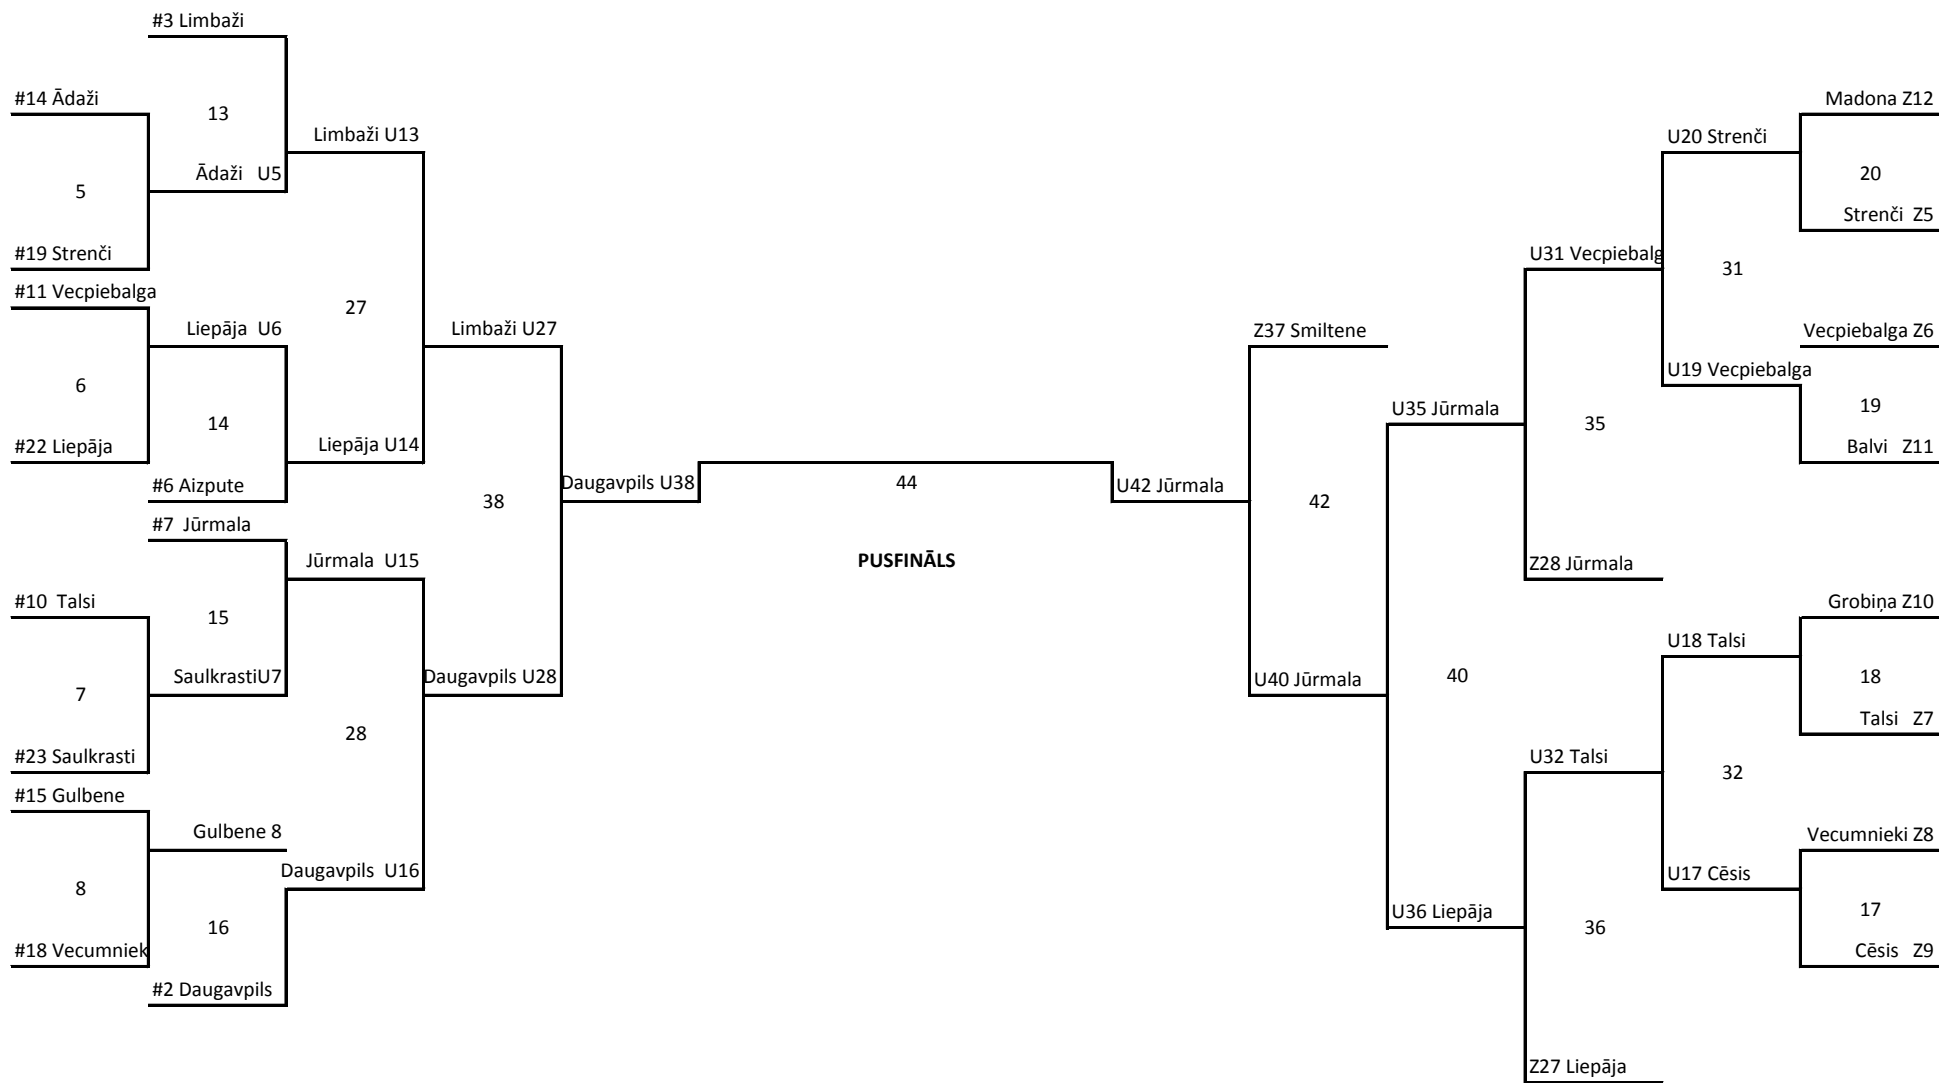 #3 Limbaži
#14 Ādaži
13
Madona Z12
Limbaži U13
U20 Strenči
Ādaži U5
20
5
Strenči Z5
#19 Strenči
U31 Vecpiebalg
31
#11 Vecpiebalga
27
Liepāja U6
Limbaži U27
Z37 Smiltene
Vecpiebalga Z6
U19 Vecpiebalga
6
19
U35 Jūrmala
14
35
#22 Liepāja
Liepāja U14
Balvi Z11
#6 Aizpute
Daugavpils U38
44
U42 Jūrmala
38
42
#7 Jūrmala
Jūrmala U15
PUSFINĀLS
Z28 Jūrmala
#10 Talsi
Grobiņa Z10
15
U18 Talsi
SaulkrastiU7
Daugavpils U28
U40 Jūrmala
40
18
7
Talsi Z7
28
#23 Saulkrasti
U32 Talsi
32
#15 Gulbene
Gulbene 8
Vecumnieki Z8
Daugavpils U16
U17 Cēsis
8
U36 Liepāja
17
16
36
#18 Vecumniek
Cēsis Z9
#2 Daugavpils
Z27 Liepāja